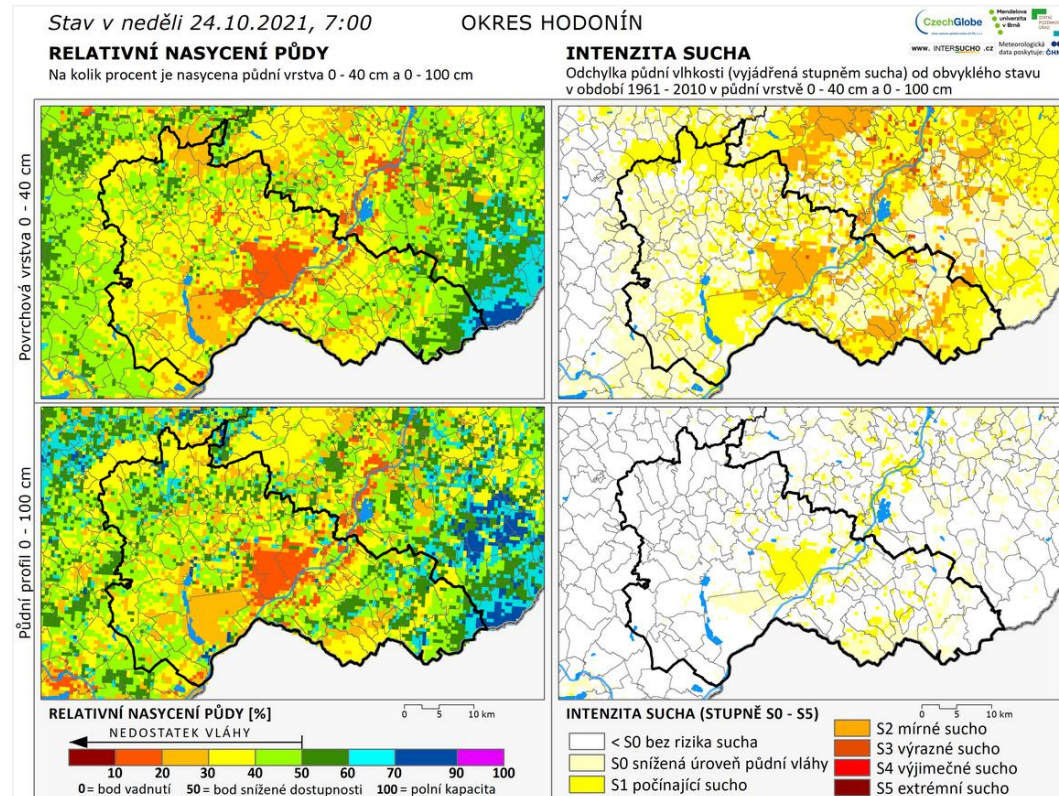 Stav v neděli 24.10.2021, 7:00
OKRES HODONÍN
CzechGlobe
Mendelova
univerzita
v Brně
www. INTERSUCHO .cz
Meteorologická
data poskytuje: ČHMÚ
RELATIVNÍ NASYCENÍ PŮDY
Na kolik procent je nasycena půdní vrstva 0 - 40 cm a 0 - 100 cm
INTENZITA SUCHA
Odchylka půdní vlhkosti (vyjádřená stupněm sucha) od obvyklého stavu
v období 1961 - 2010 v půdní vrstvě 0 - 40 cm a 0 - 100 cm
Povrchová vrstva 0 - 40 cm
Půdní profil 0 - 100 cm
RELATIVNÍ NASYCENÍ PŮDY [%]
0 5 10 km
NEDOSTATEK VLÁHY
10 20 30 40 50 60 70 90 100
0= bod vadnutí 50= bod snížené dostupnosti 100 = polní kapacita
INTENZITA SUCHA (STUPNĚ S0 - S5)
0 5 10 km
< S0 bez rizika sucha
S0 snížená úroveň půdní vláhy
S1 počínající sucho
S2 mírné sucho
S3 výrazné sucho
S4 výjimečné sucho
S5 extrémní sucho